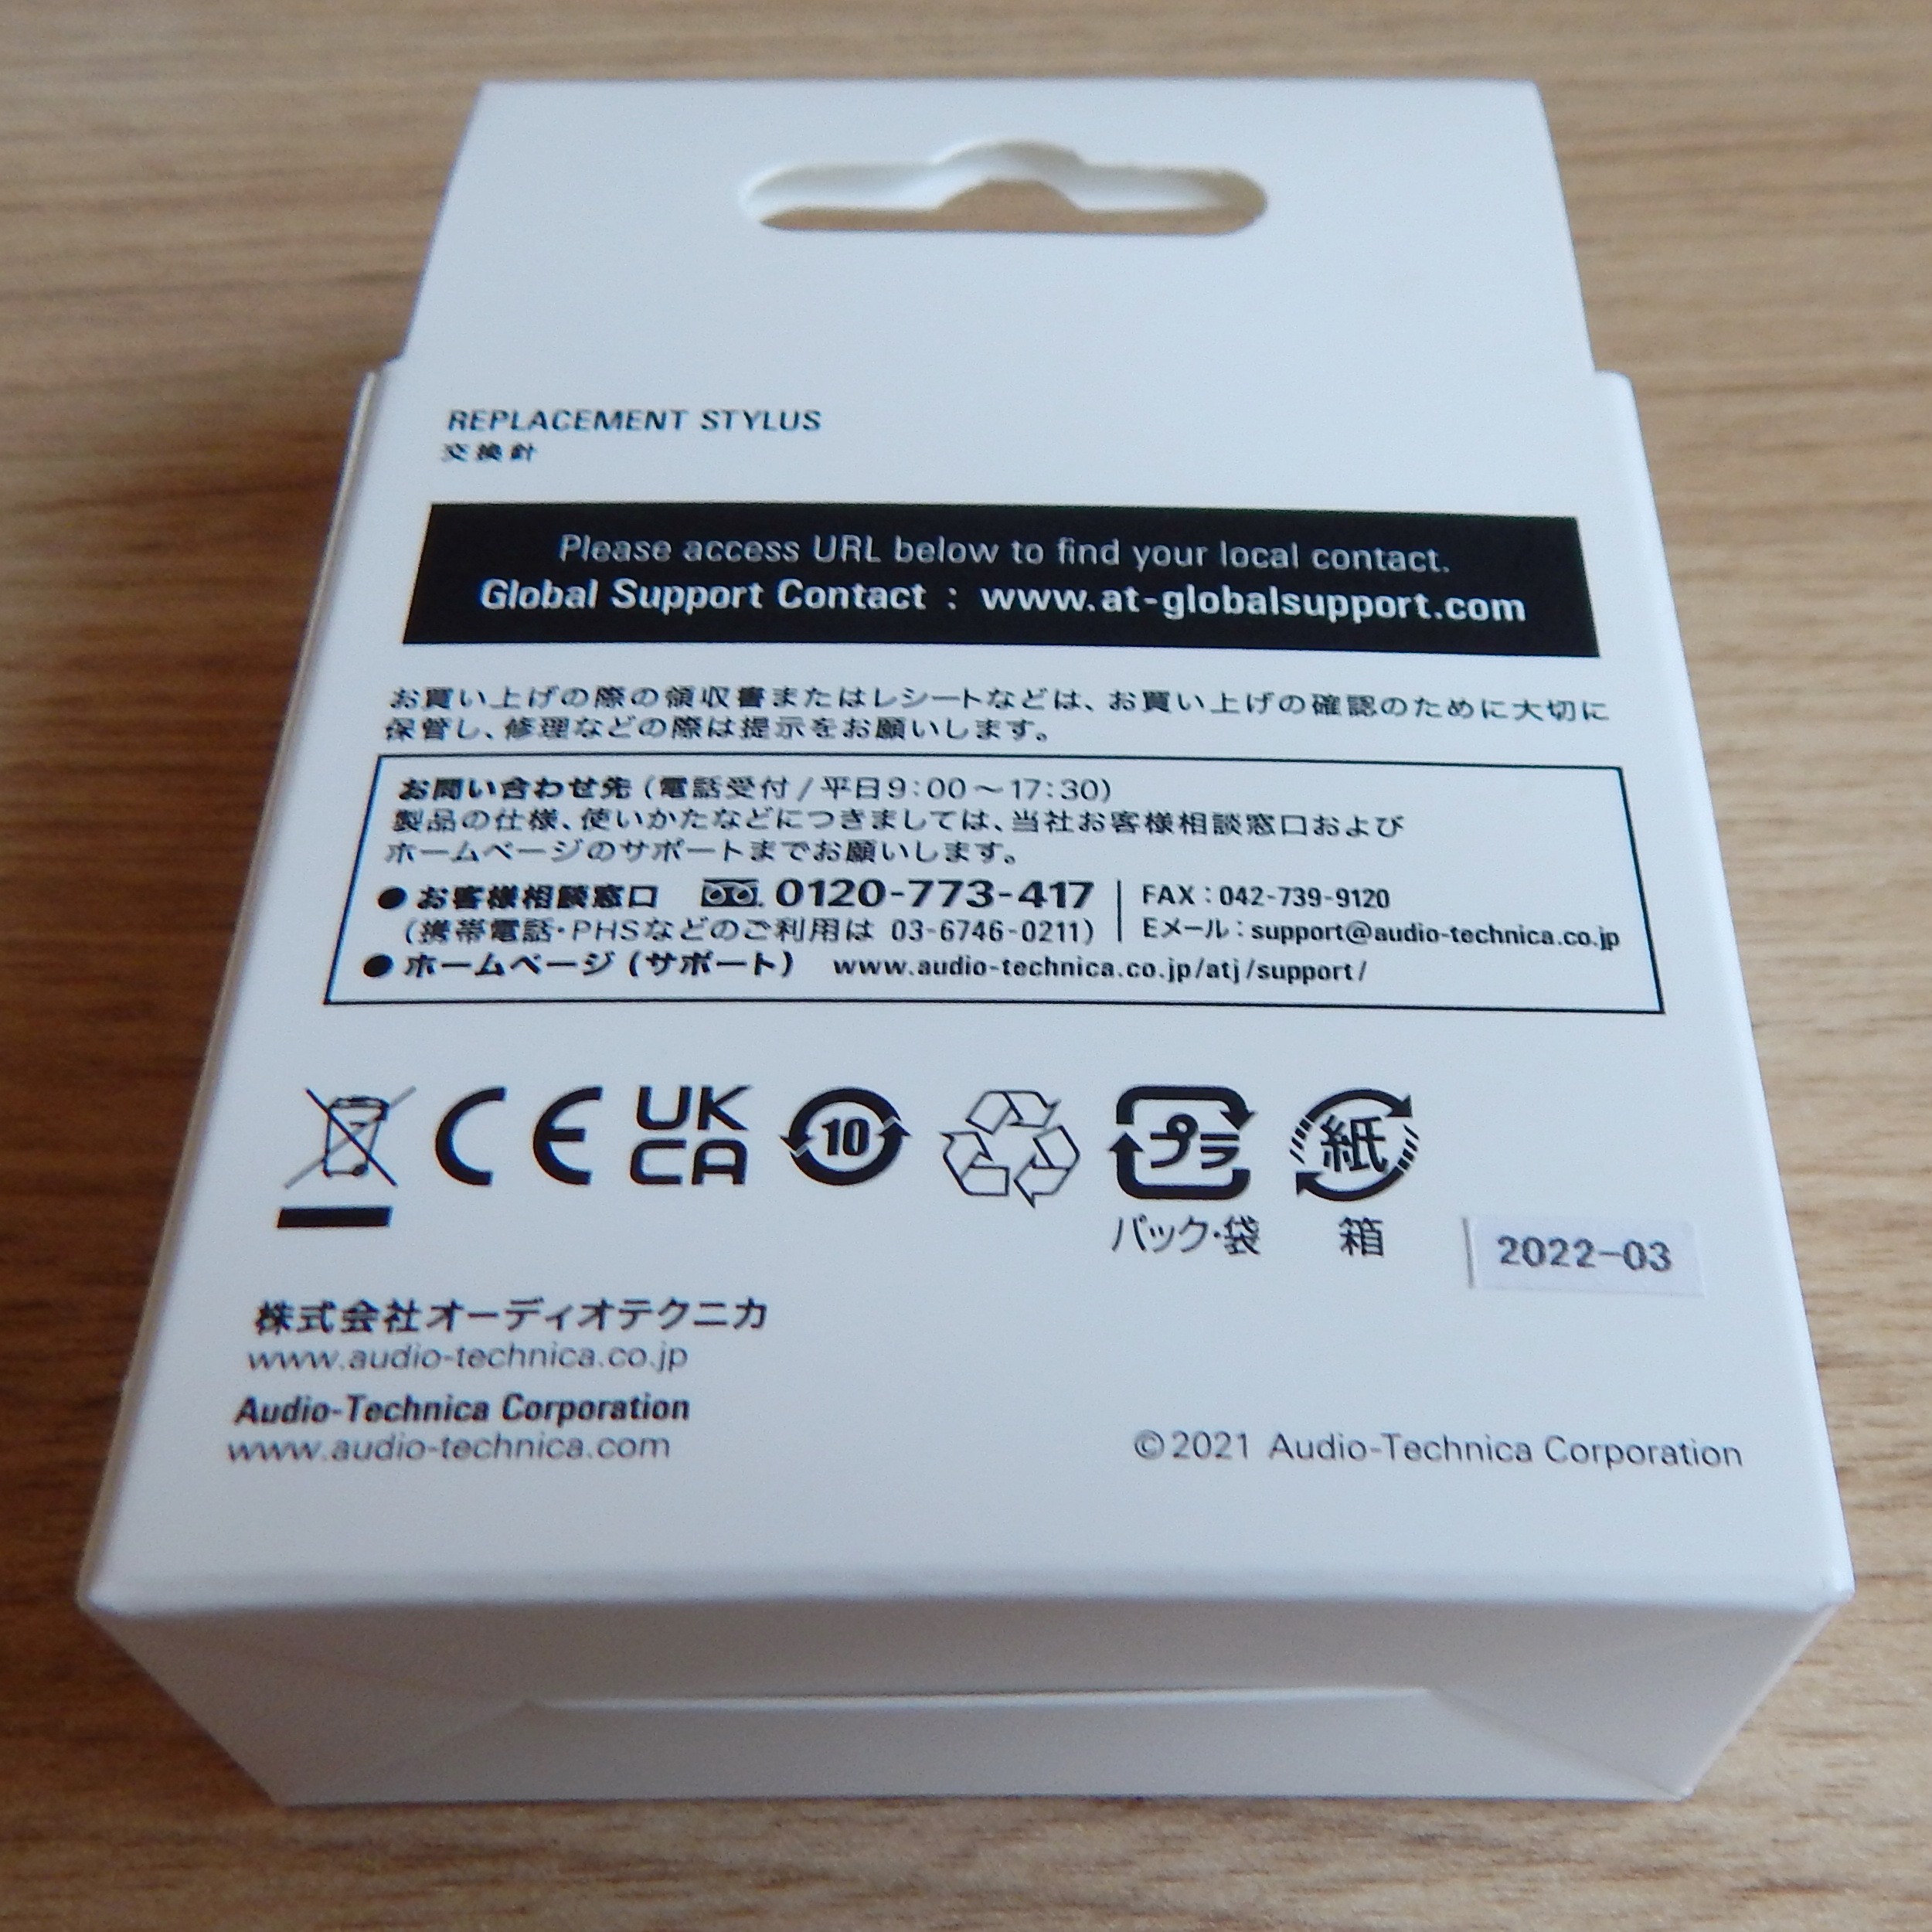 REPLACEMENT STYLUS
交換針
Please access URL below to find your local contact.
Global Support Contact : www.at-globalsupport.com
お買い上げの際の領収書またはレシートなどは、お買い上げの確認のために大切に
保管し、修理などの際は提示をお願いします。
お問い合わせ先 (電話受付 / 平日9:00～17:30)
製品の仕様、使いかたなどにつきましては、当社お客様相談窓口および
ホームページのサポートまでお願いします。
● お客様相談窓口 0120-773-417
(携帯電話・PHSなどのご利用は 03-6746-0211)
FAX : 042-739-9120
Eメール : support@audio-technica.co.jp
● ホームページ (サポート) www.audio-technica.co.jp/atj/support/
CE
UK
CA
10
プラ
紙
パック・袋
箱
2022-03
株式会社オーディオテクニカ
www.audio-technica.co.jp
Audio-Technica Corporation
www.audio-technica.com
©2021 Audio-Technica Corporation